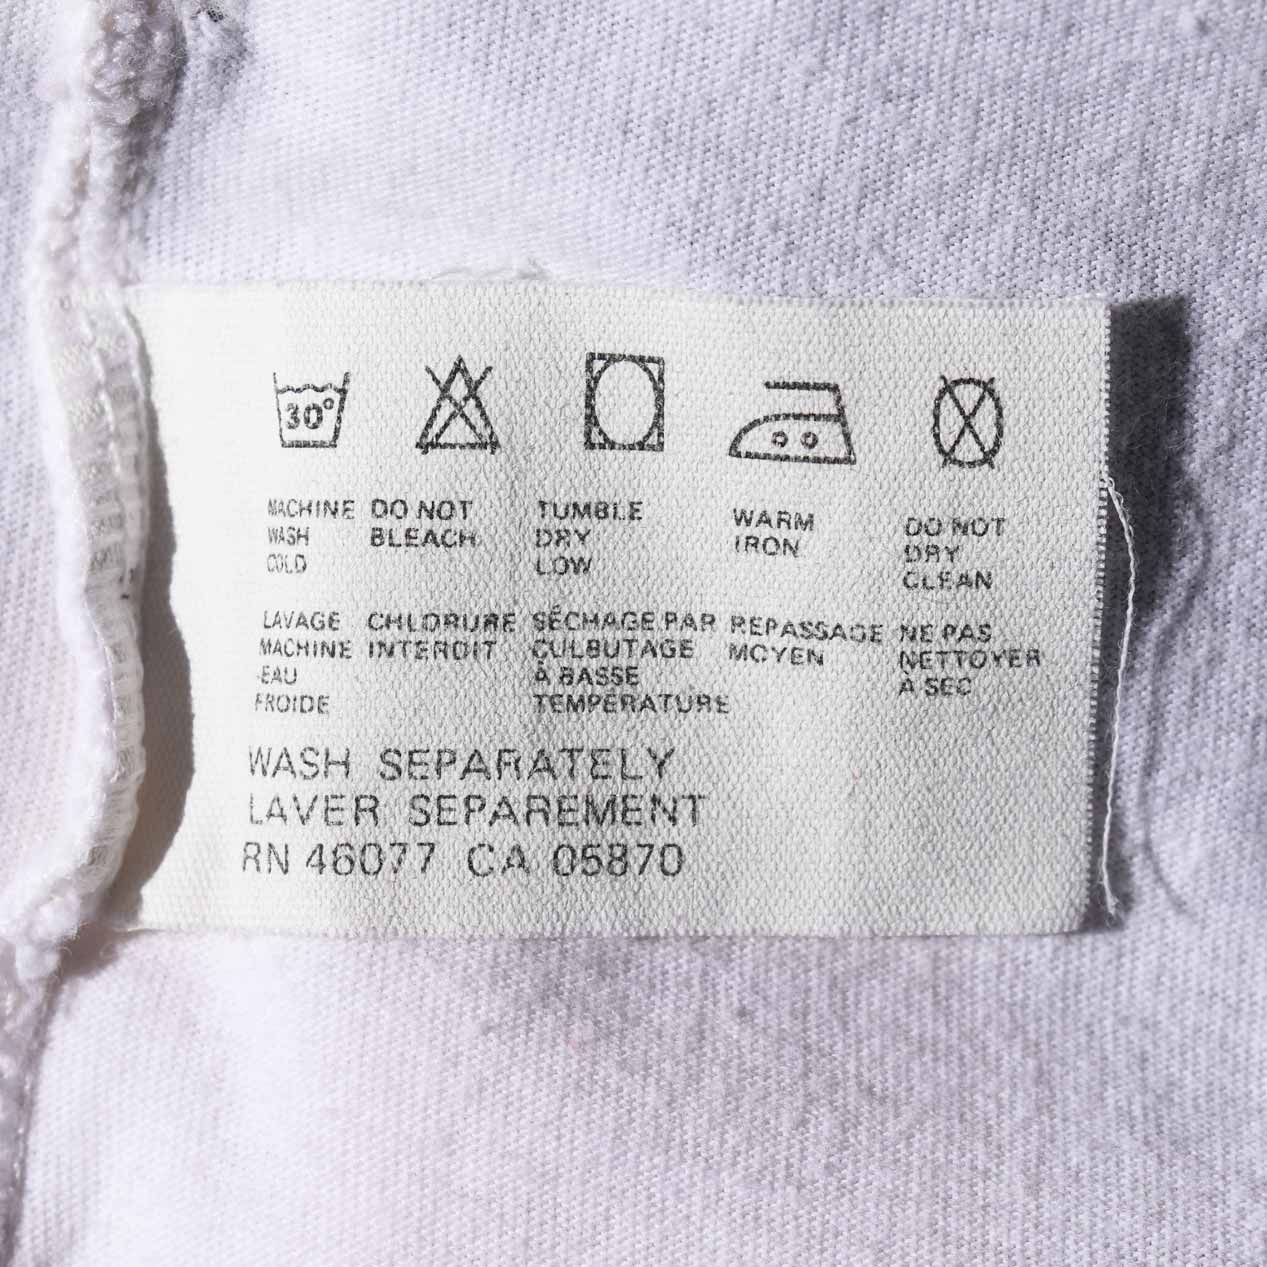 30°
MACHINE
WASH
COLD
DO NOT
BLEACH
TUMBLE
DRY
LOW
WARM
IRON
DO NOT
DRY
CLEAN
LAVAGE
MACHINE
EAU
FROIDE
CHLORURE
INTERDIT
SÉCHAGE PAR
CULBUTAGE
À BASSE
TEMPÉRATURE
REPASSAGE
MOYEN
NE PAS
NETTOYER
À SEC
WASH SEPARATELY
LAVER SEPAREMENT
RN 46077 CA 05870